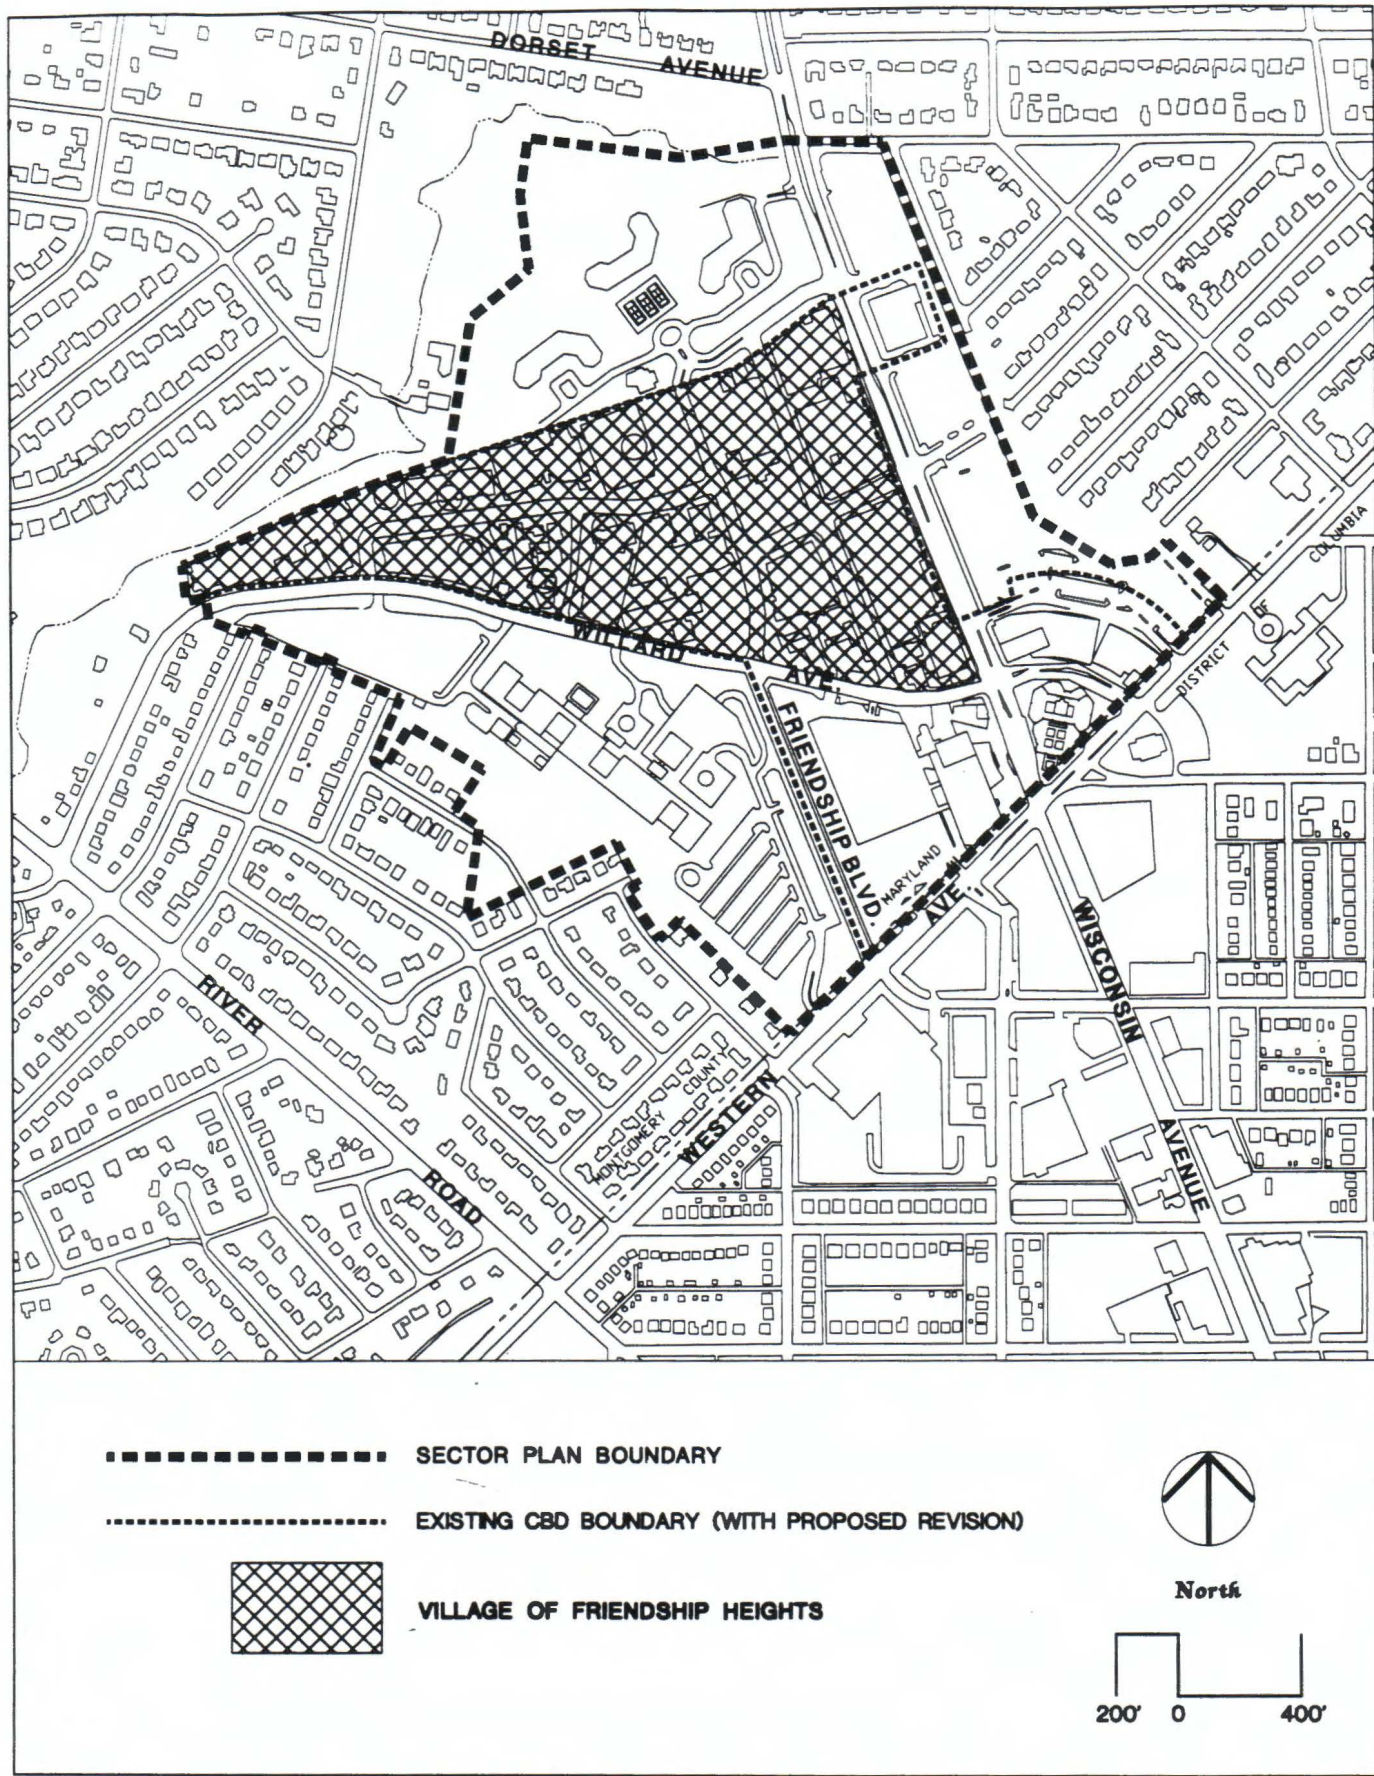 DORSET AVENUE
WILLARD AVE.
FRIENDSHIP BLVD.
MARYLAND
DISTRICT OF COLUMBIA
WISCONSIN AVENUE
WESTERN AVE.
MONTGOMERY COUNTY
RIVER ROAD
SECTOR PLAN BOUNDARY
EXISTING CBD BOUNDARY (WITH PROPOSED REVISION)
VILLAGE OF FRIENDSHIP HEIGHTS
North
200' 0 400'